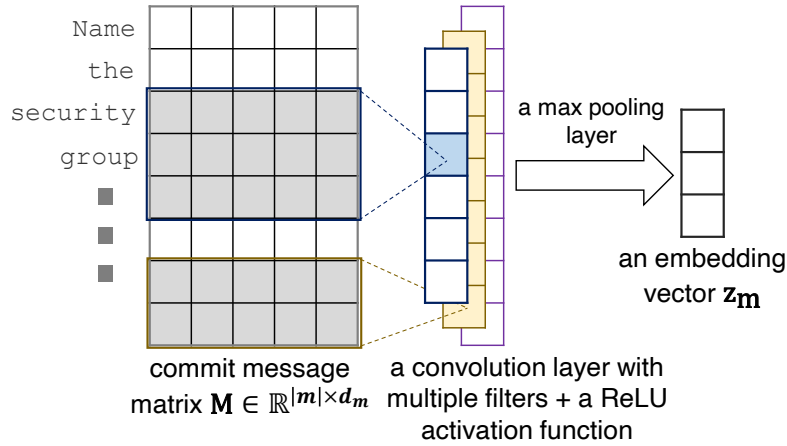 Name
the
security
group
a max pooling
layer
an embedding
vector z𝐦
commit message
matrix 𝐌 ∈ ℝ|𝒎|×𝒅𝒎
a convolution layer with
multiple filters + a ReLU
activation function